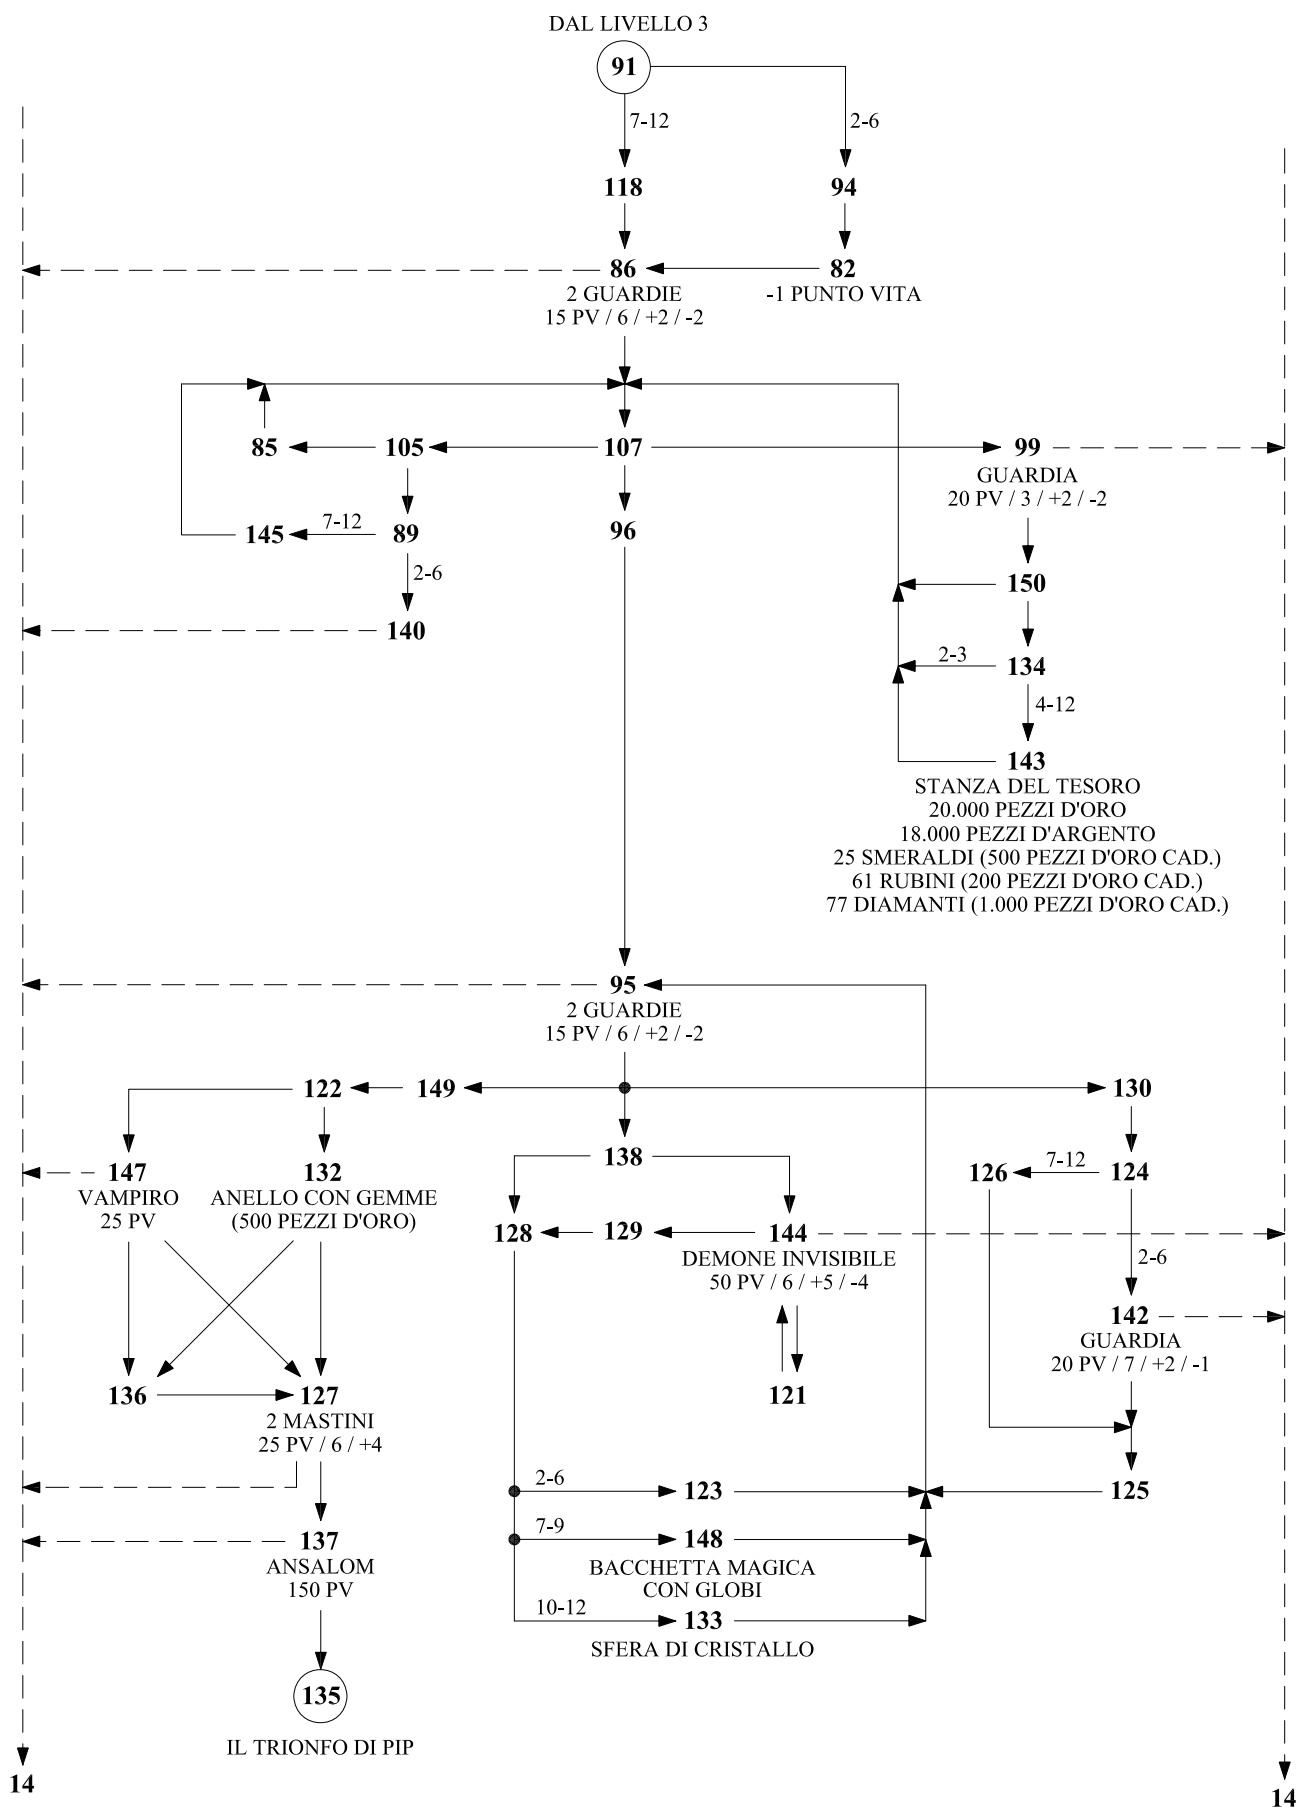 DAL LIVELLO 3
91
7-12
2-6
118
94
86
82
2 GUARDIE
15 PV / 6 / +2 / -2
-1 PUNTO VITA
85
105
107
99
GUARDIA
20 PV / 3 / +2 / -2
145
7-12
89
96
2-6
150
140
2-3
134
4-12
143
STANZA DEL TESORO
20.000 PEZZI D'ORO
18.000 PEZZI D'ARGENTO
25 SMERALDI (500 PEZZI D'ORO CAD.)
61 RUBINI (200 PEZZI D'ORO CAD.)
77 DIAMANTI (1.000 PEZZI D'ORO CAD.)
95
2 GUARDIE
15 PV / 6 / +2 / -2
122
149
130
138
147
VAMPIRO
25 PV
132
ANELLO CON GEMME
(500 PEZZI D'ORO)
126
7-12
124
128
129
144
DEMONE INVISIBILE
50 PV / 6 / +5 / -4
2-6
142
GUARDIA
20 PV / 7 / +2 / -1
136
127
2 MASTINI
25 PV / 6 / +4
121
2-6
123
125
7-9
148
BACCHETTA MAGICA
CON GLOBI
137
ANSALOM
150 PV
10-12
133
SFERA DI CRISTALLO
135
IL TRIONFO DI PIP
14
14